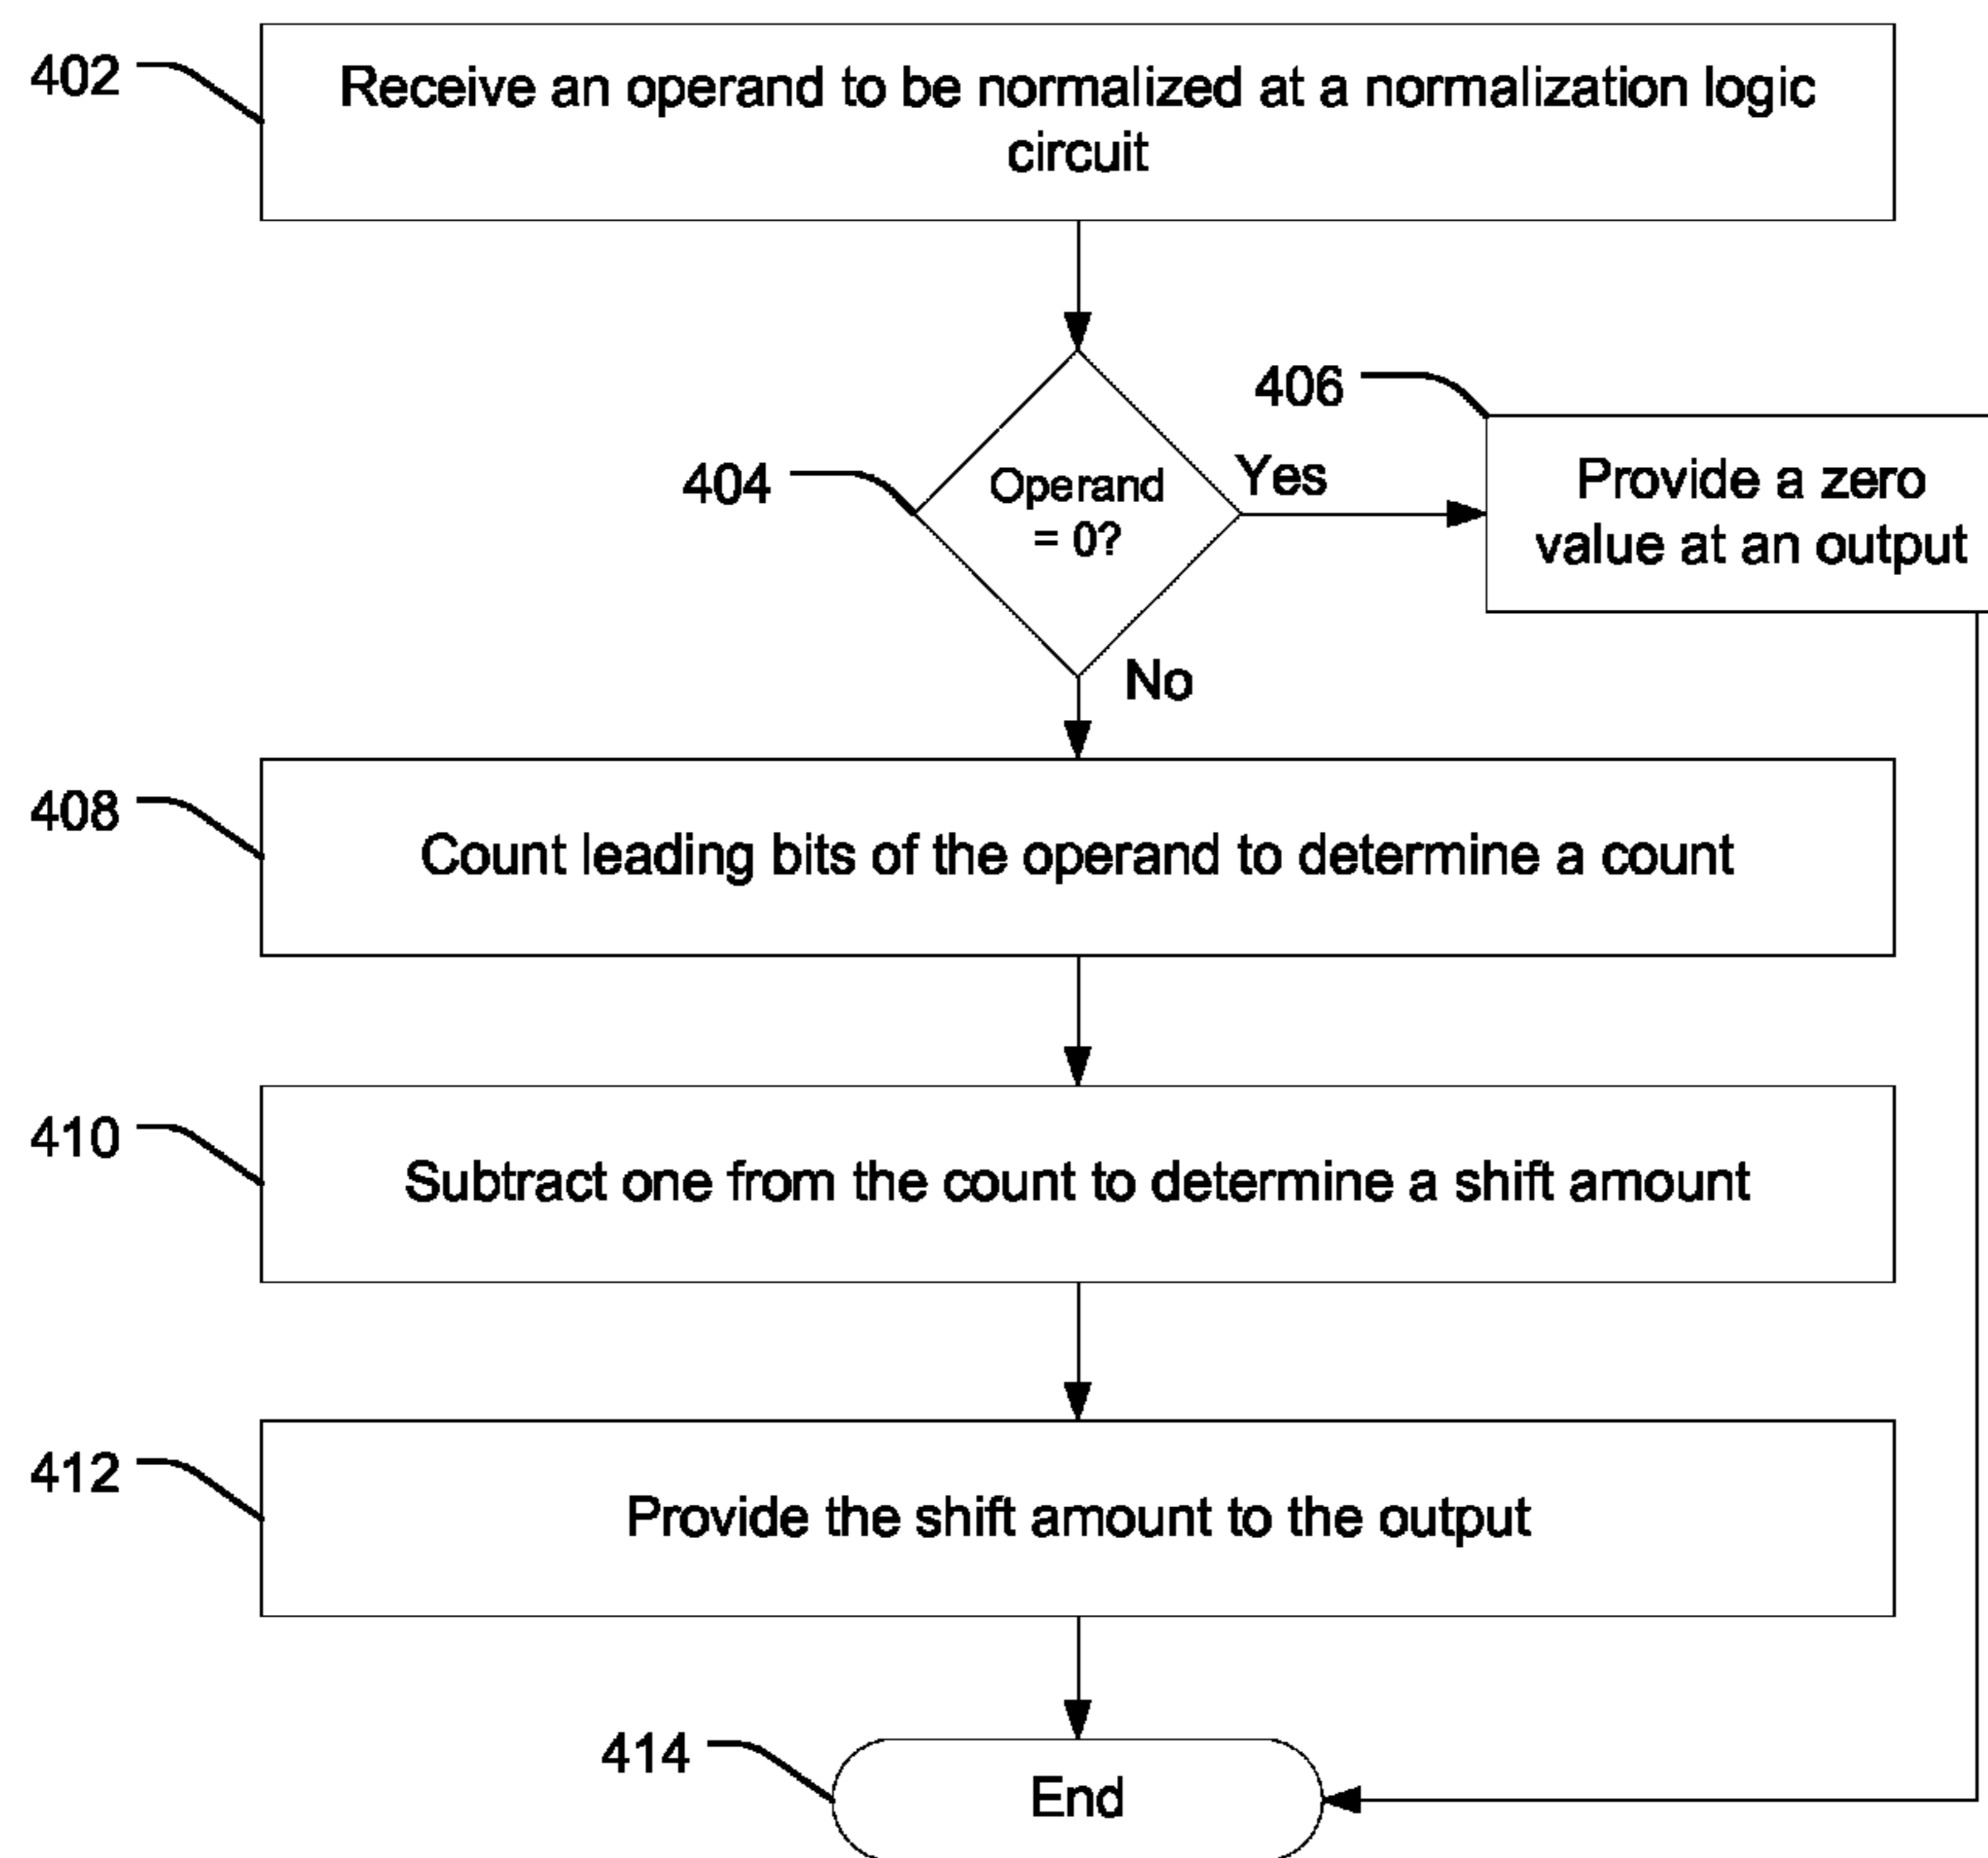 402
Receive an operand to be normalized at a normalization logic
circuit
406
404
Operand
= 0?
Yes
Provide a zero
value at an output
No
408
Count leading bits of the operand to determine a count
410
Subtract one from the count to determine a shift amount
412
Provide the shift amount to the output
414
End